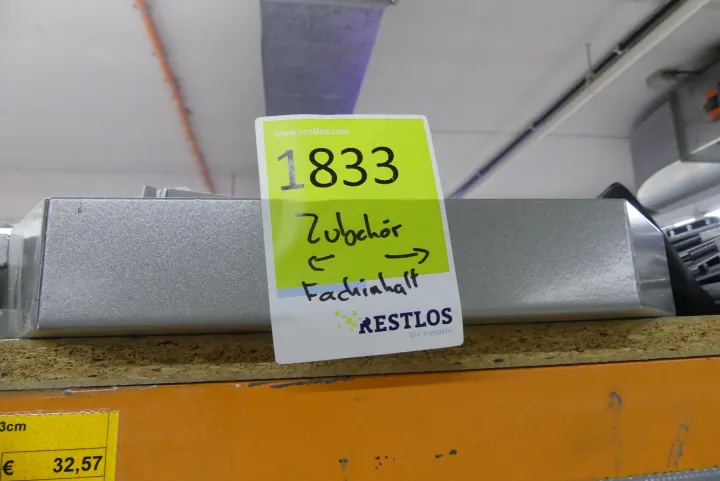 www.restlos.com
1833
Zubehör
← →
Fachinhalt
RESTLOS
3cm
€ 32,57